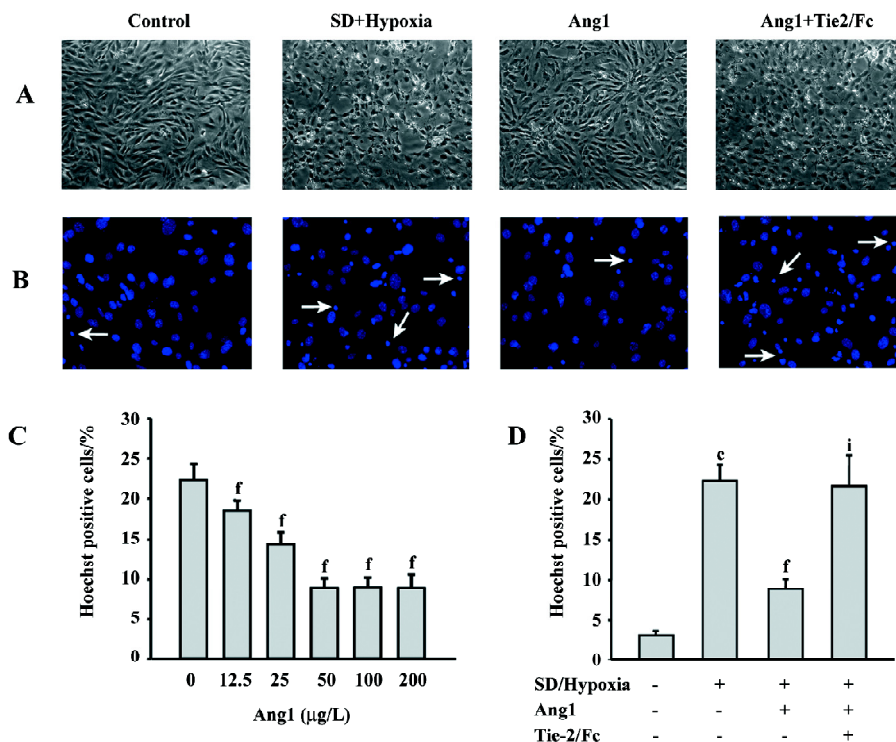 Control SD+Hypoxia Ang1 Ang1+Tie2/Fc
A
B
C
30
25
20
15
10
5
0
Hoechst positive cells/%
f f f f f
0 12.5 25 50 100 200
Ang1 (μg/L)
D
30
25
20
15
10
5
0
Hoechst positive cells/%
c f i
SD/Hypoxia - + + +
Ang1 - - + +
Tie-2/Fc - - - +